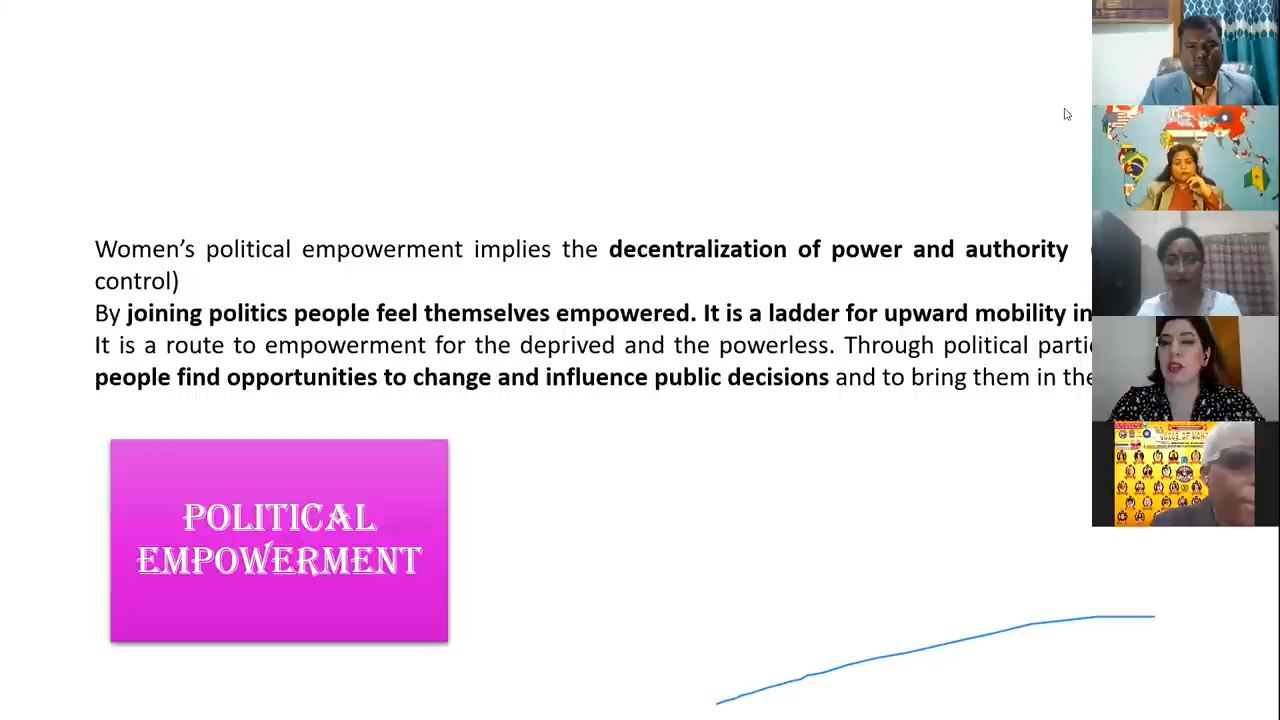 Women’s political empowerment implies the decentralization of power and authority
control)
By joining politics people feel themselves empowered. It is a ladder for upward mobility in
It is a route to empowerment for the deprived and the powerless. Through political
people find opportunities to change and influence public decisions and to bring them in the
POLITICAL
EMPOWERMENT
VOICE OF